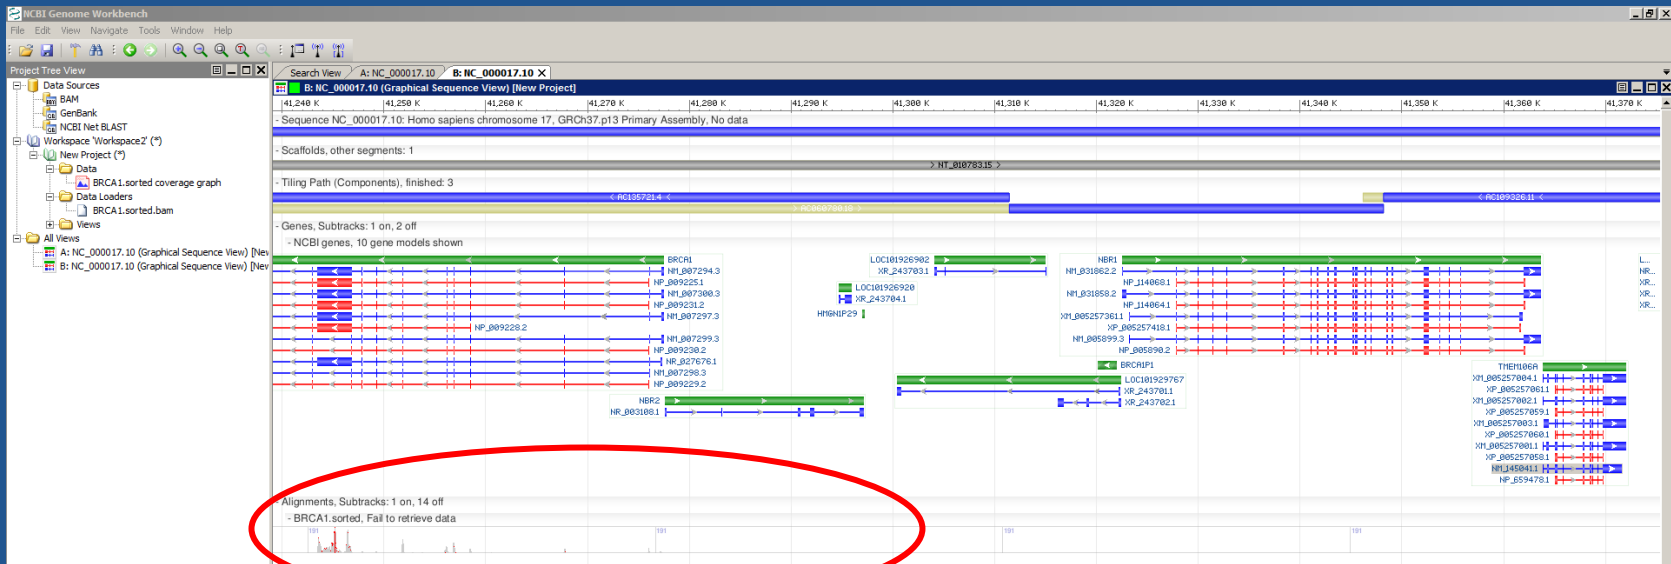 NCBI Genome Workbench
File Edit View Navigate Tools Window Help
Project Tree View
Data Sources
BAM
GenBank
NCBI Net BLAST
Workspace 'Workspace2' (*)
New Project (*)
Data
BRCA1.sorted coverage graph
Data Loaders
BRCA1.sorted.bam
Views
All Views
A: NC_000017.10 (Graphical Sequence View) [Nev
B: NC_000017.10 (Graphical Sequence View) [Nev
Search View A: NC_000017.10 B: NC_000017.10 X
B: NC_000017.10 (Graphical Sequence View) [New Project]
41,240 K 41,250 K 41,260 K 41,270 K 41,280 K 41,290 K 41,300 K 41,310 K 41,320 K 41,330 K 41,340 K 41,350 K 41,360 K 41,370 K
- Sequence NC_000017.10: Homo sapiens chromosome 17, GRCh37.p13 Primary Assembly, No data
- Scaffolds, other segments: 1
> NT_010783.15 >
- Tiling Path (Components), finished: 3
< AC135721.4 < < AC109326.11 <
- Genes, Subtracks: 1 on, 2 off
- NCBI genes, 10 gene models shown
BRCA1
NM_007294.3
NP_009225.1
NM_007300.3
NP_009231.2
NM_007297.3
NP_009228.2
NM_007299.3
NP_009230.2
NR_027676.1
NM_007298.3
NP_009229.2
NBR2
NR_003108.1
LOC101926902
XR_243703.1
LOC101926920
XR_243704.1
HMGN1P29
NBR1
NM_031862.2
NP_114068.1
NM_031858.2
NP_114064.1
XM_005257361.1
XP_005257418.1
NM_005899.3
NP_005890.2
BRCA1P1
LOC101929767
XR_243701.1
XR_243702.1
L...
NR...
XR...
XR...
TMEM106A
XM_005257004.1
XP_005257061.1
XM_005257002.1
XP_005257059.1
XM_005257003.1
XP_005257060.1
XM_005257001.1
XP_005257058.1
NM_145041.1
NP_659478.1
- Alignments, Subtracks: 1 on, 14 off
- BRCA1.sorted, Fail to retrieve data
191 191 191 191